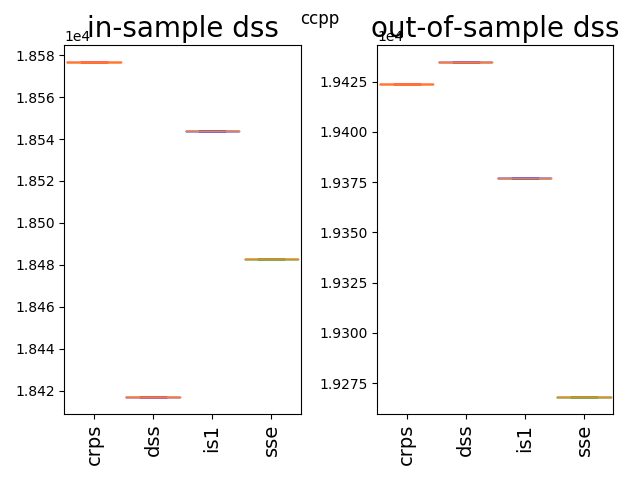 ccpp
in-sample dss
1e4
1.858
1.856
1.854
1.852
1.850
1.848
1.846
1.844
1.842
crps
dss
is1
sse
out-of-sample dss
1e4
1.9425
1.9400
1.9375
1.9350
1.9325
1.9300
1.9275
crps
dss
is1
sse